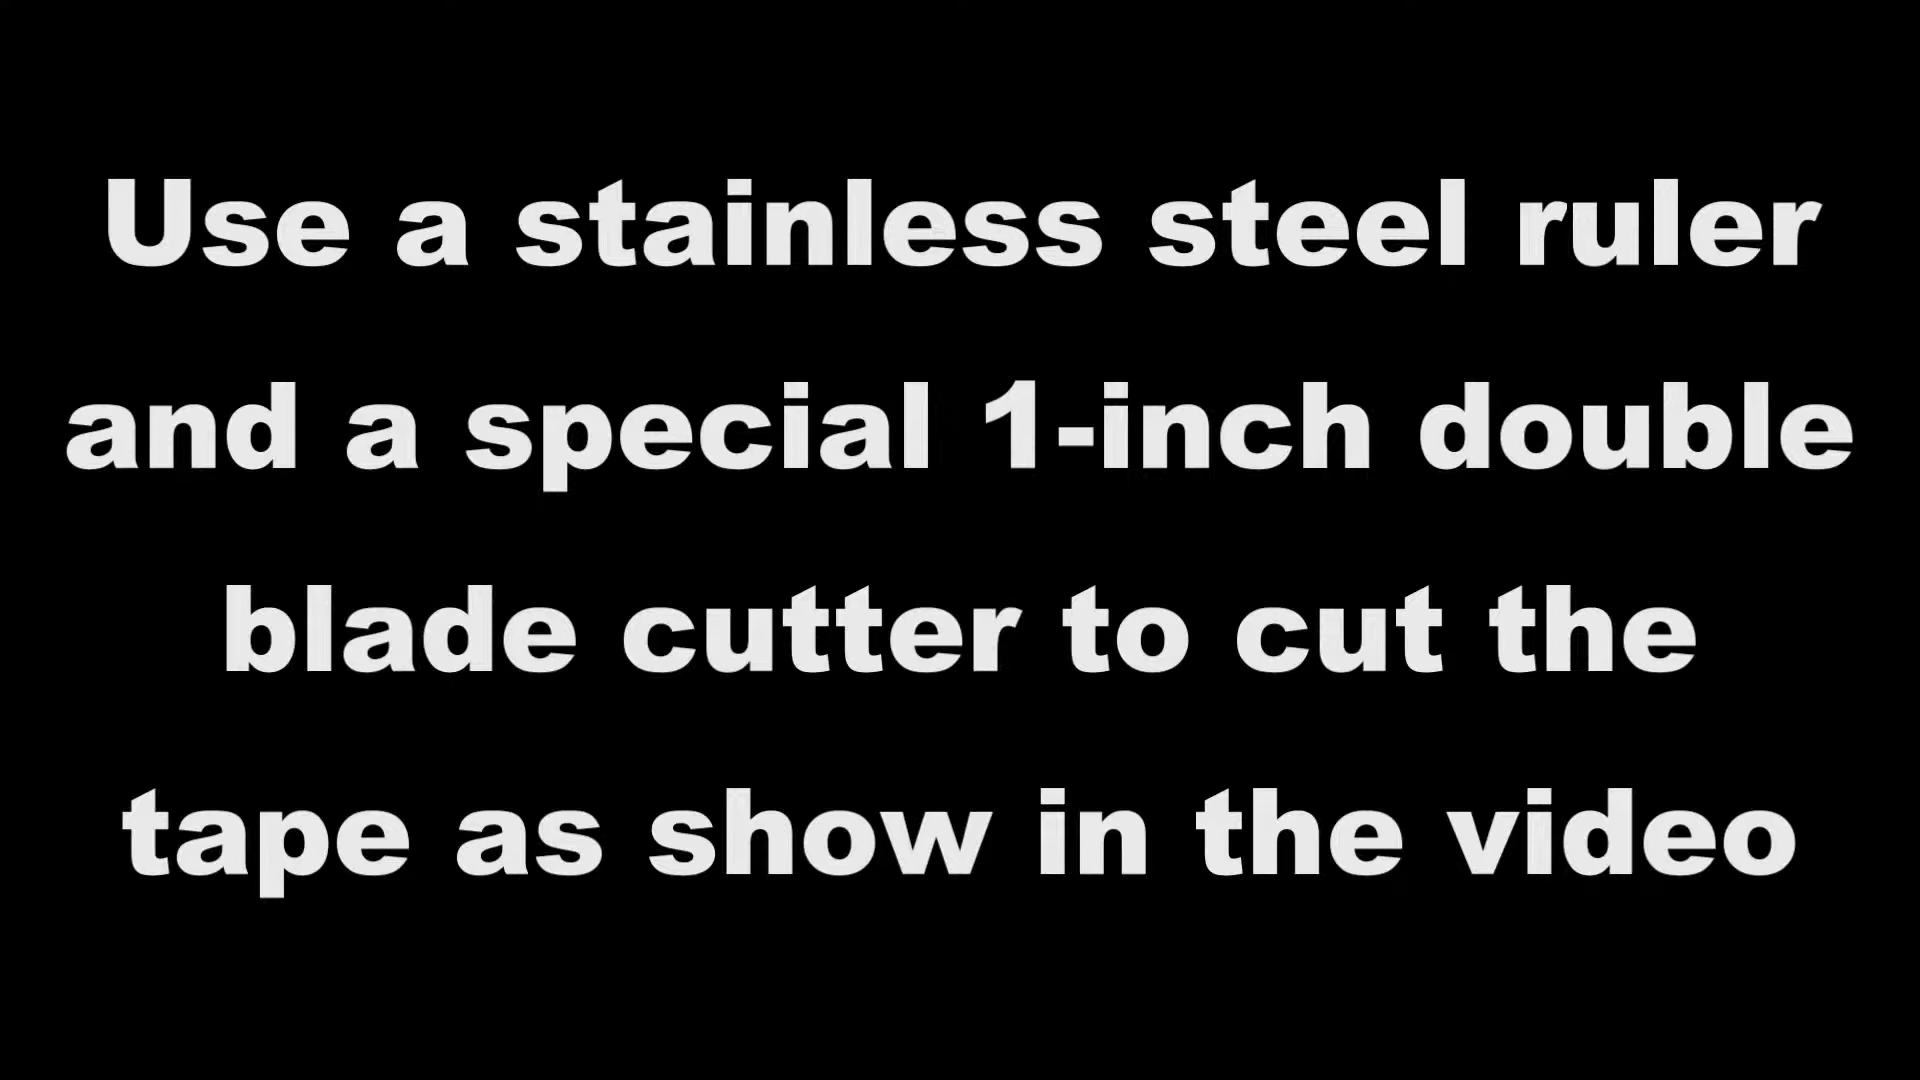 Use a stainless steel ruler
and a special 1-inch double
blade cutter to cut the
tape as show in the video